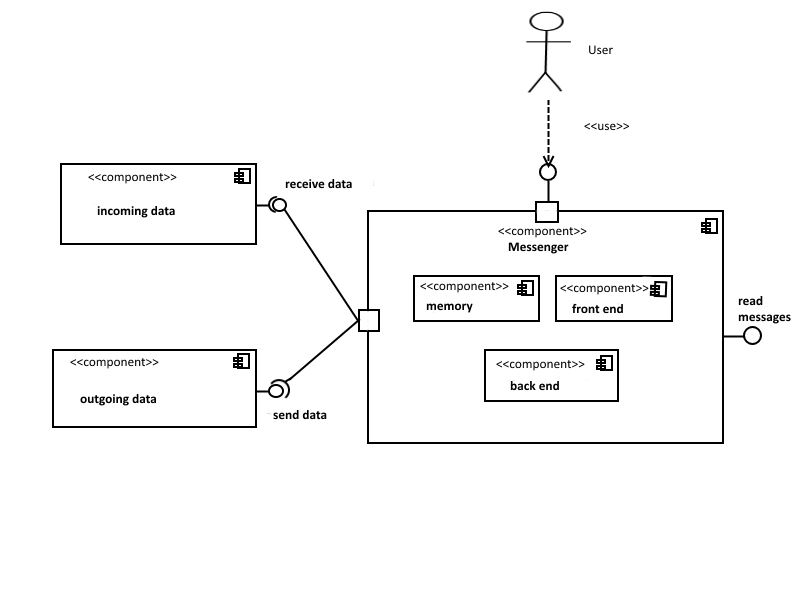 User
<<use>>
<<component>>
incoming data
receive data
<<component>>
Messenger
<<component>>
memory
<<component>>
front end
read
messages
<<component>>
outgoing data
send data
<<component>>
back end